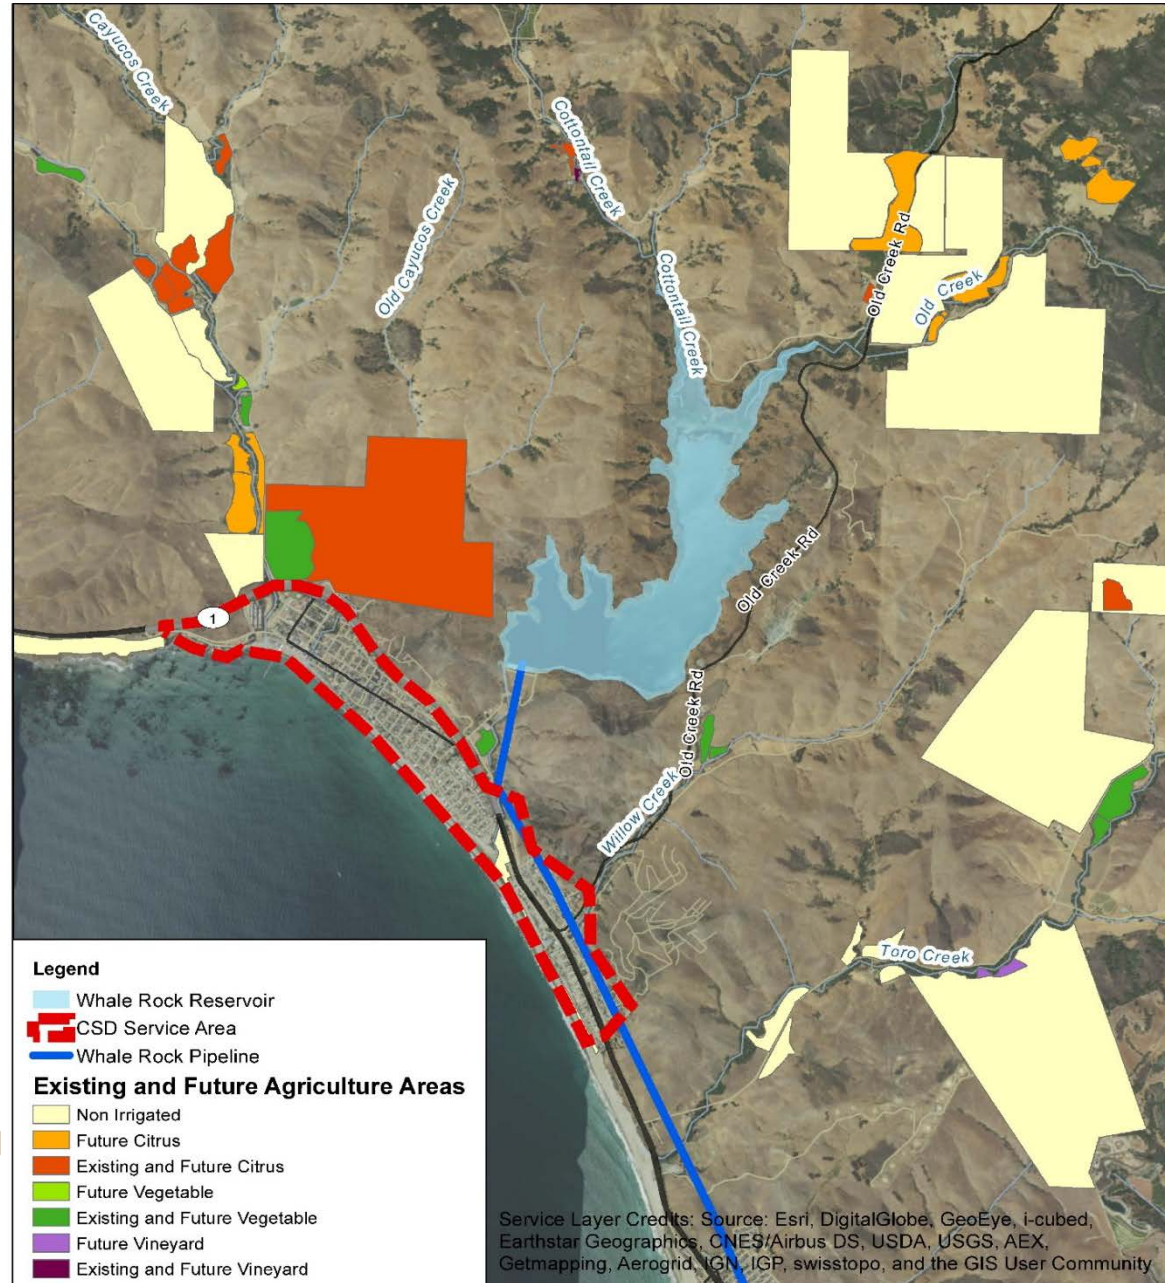 Cayucos Creek
Cottontail Creek
Old Cayucos Creek
Cottontail Creek
Old Creek Rd
Old Creek
Old Creek Rd
1
Old Creek Rd
Willow Creek
Toro Creek
Legend
Whale Rock Reservoir
CSD Service Area
Whale Rock Pipeline
Existing and Future Agriculture Areas
Non Irrigated
Future Citrus
Existing and Future Citrus
Future Vegetable
Existing and Future Vegetable
Future Vineyard
Existing and Future Vineyard
Service Layer Credits: Source: Esri, DigitalGlobe, GeoEye, i-cubed,
Earthstar Geographics, CNES/Airbus DS, USDA, USGS, AEX,
Getmapping, Aerogrid, IGN, IGP, swisstopo, and the GIS User Community